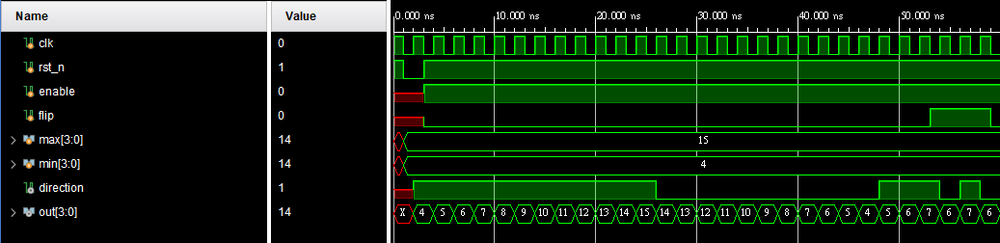 Name Value 0.000 ns 10.000 ns 20.000 ns 30.000 ns 40.000 ns 50.000 ns
clk 0
rst_n 1
enable 0
flip 0
max[3:0] 14 15
min[3:0] 14 4
direction 1
out[3:0] 14 X 4 5 6 7 8 9 10 11 12 13 14 15 14 13 12 11 10 9 8 7 6 5 4 5 6 7 6 7 6